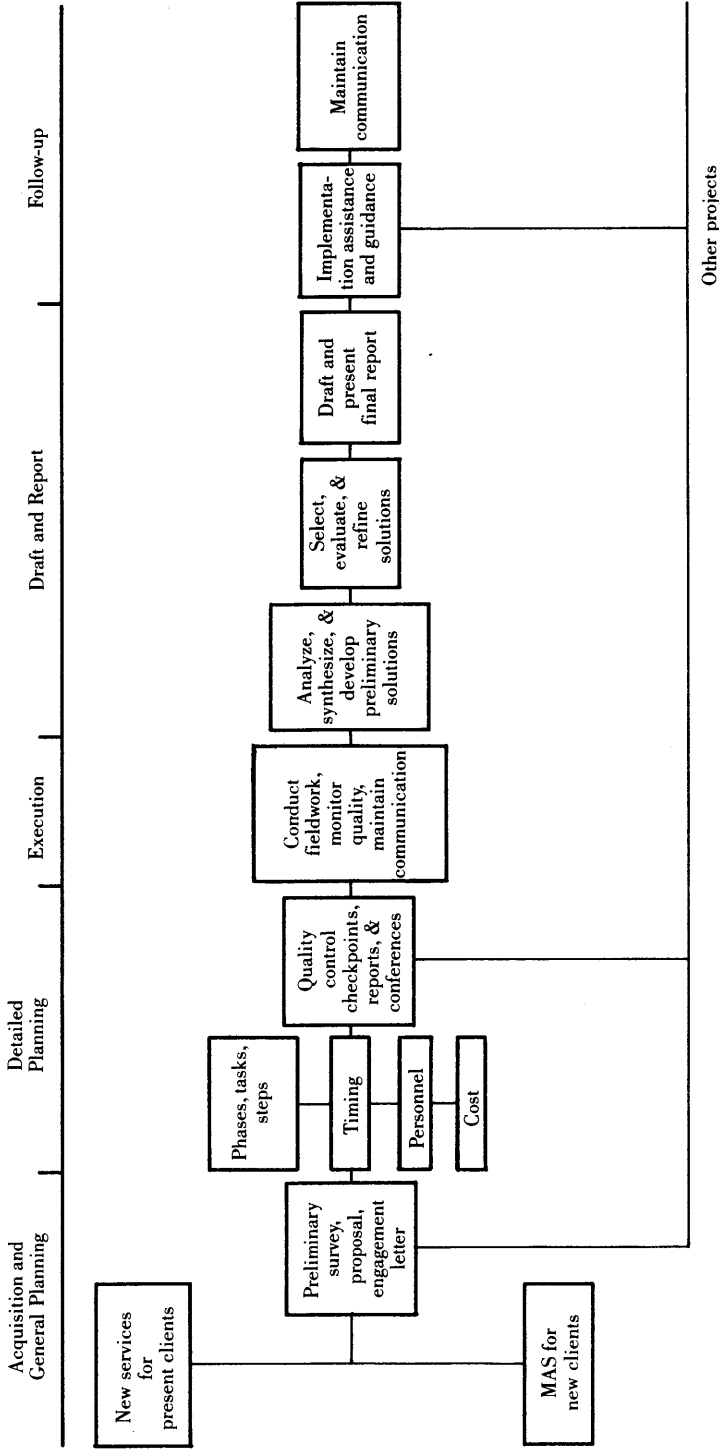 Acquisition and
General Planning
Detailed
Planning
Execution
Draft and Report
Follow-up
New services
for
present clients
MAS for
new clients
Preliminary
survey,
proposal,
engagement
letter
Phases, tasks,
steps
Timing
Personnel
Cost
Quality
control
checkpoints,
reports, &
conferences
Conduct
fieldwork,
monitor
quality,
maintain
communication
Analyze,
synthesize, &
develop
preliminary
solutions
Select,
evaluate, &
refine
solutions
Draft and
present
final report
Implementa-
tion assistance
and guidance
Maintain
communication
Other projects